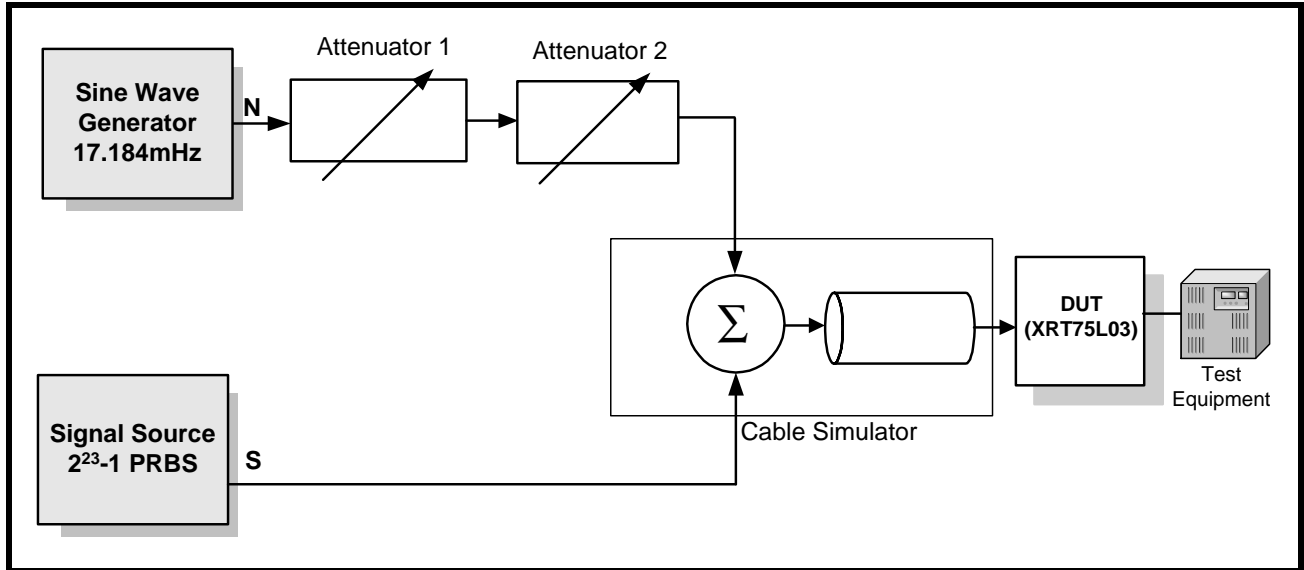 Attenuator 1
Attenuator 2
Sine Wave
Generator
17.184mHz
N
DUT
(XRT75L03)
Σ
Test
Equipment
Cable Simulator
Signal Source
2²³-1 PRBS
S